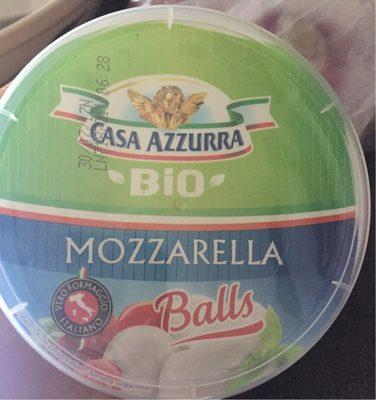 CASA AZZURRA
BiO
MOZZARELLA
Balls
VERO FORMAGGIO
ITALIANO